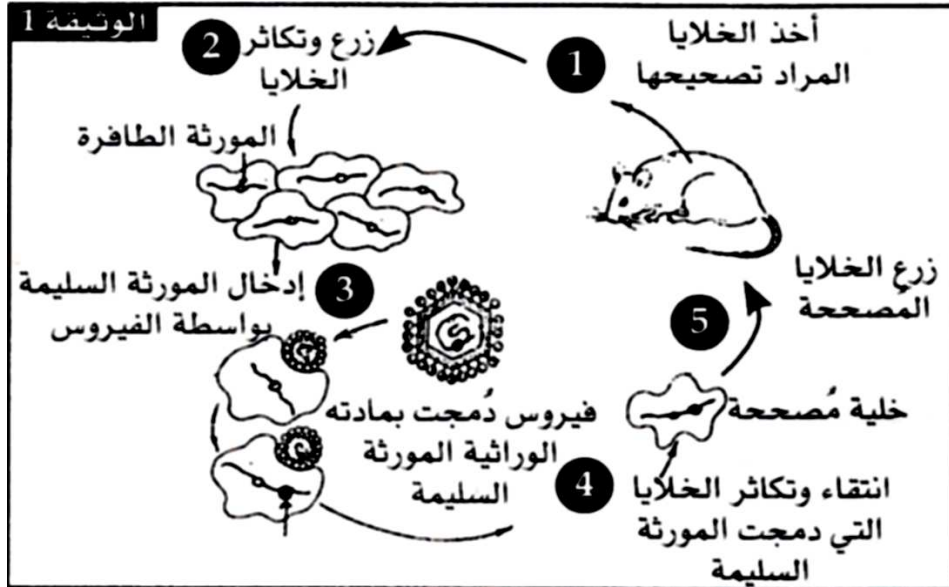 الوثيقة 1
1
أخذ الخلايا
المراد تصحيحها
2
زرع وتكاثر
الخلايا
المورثة الطافرة
3
إدخال المورثة السليمة
بواسطة الفيروس
فيروس دُمجت بمادته
الوراثية المورثة
السليمة
4
انتقاء وتكاثر الخلايا
التي دمجت المورثة
السليمة
خلية مُصححة
5
زرع الخلايا
المُصححة